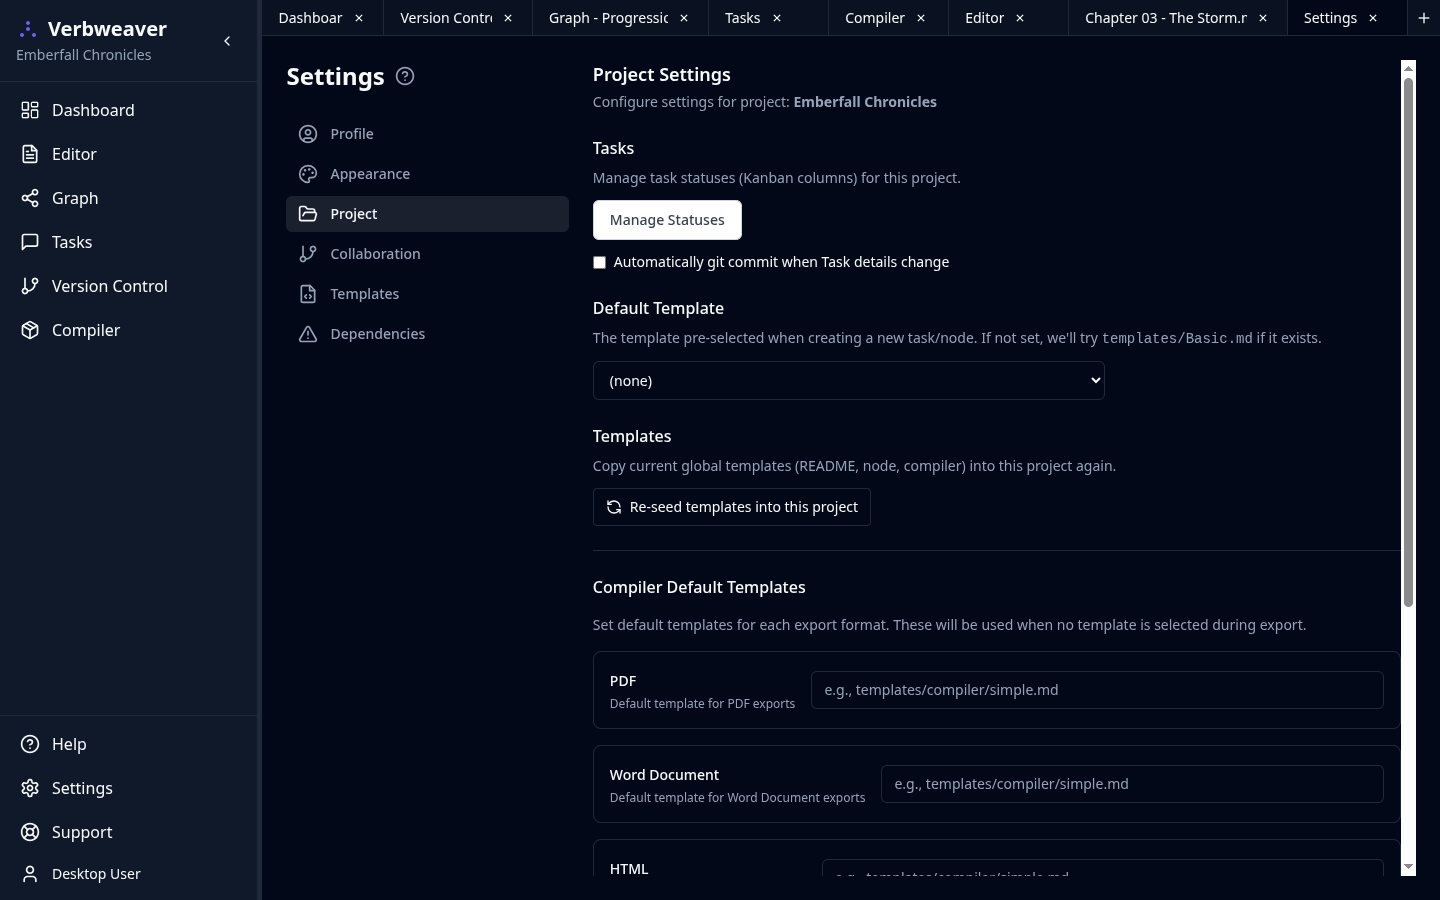 Verbweaver
Emberfall Chronicles
Dashboard
Editor
Graph
Tasks
Version Control
Compiler
Help
Settings
Support
Desktop User
Dashboar
Version Contr
Graph - Progressic
Tasks
Compiler
Editor
Chapter 03 - The Storm.r
Settings
Settings
Profile
Appearance
Project
Collaboration
Templates
Dependencies
Project Settings
Configure settings for project: Emberfall Chronicles
Tasks
Manage task statuses (Kanban columns) for this project.
Manage Statuses
Automatically git commit when Task details change
Default Template
The template pre-selected when creating a new task/node. If not set, we'll try templates/Basic.md if it exists.
(none)
Templates
Copy current global templates (README, node, compiler) into this project again.
Re-seed templates into this project
Compiler Default Templates
Set default templates for each export format. These will be used when no template is selected during export.
PDF
Default template for PDF exports
e.g., templates/compiler/simple.md
Word Document
Default template for Word Document exports
e.g., templates/compiler/simple.md
HTML
e.g., templates/compiler/simple.md